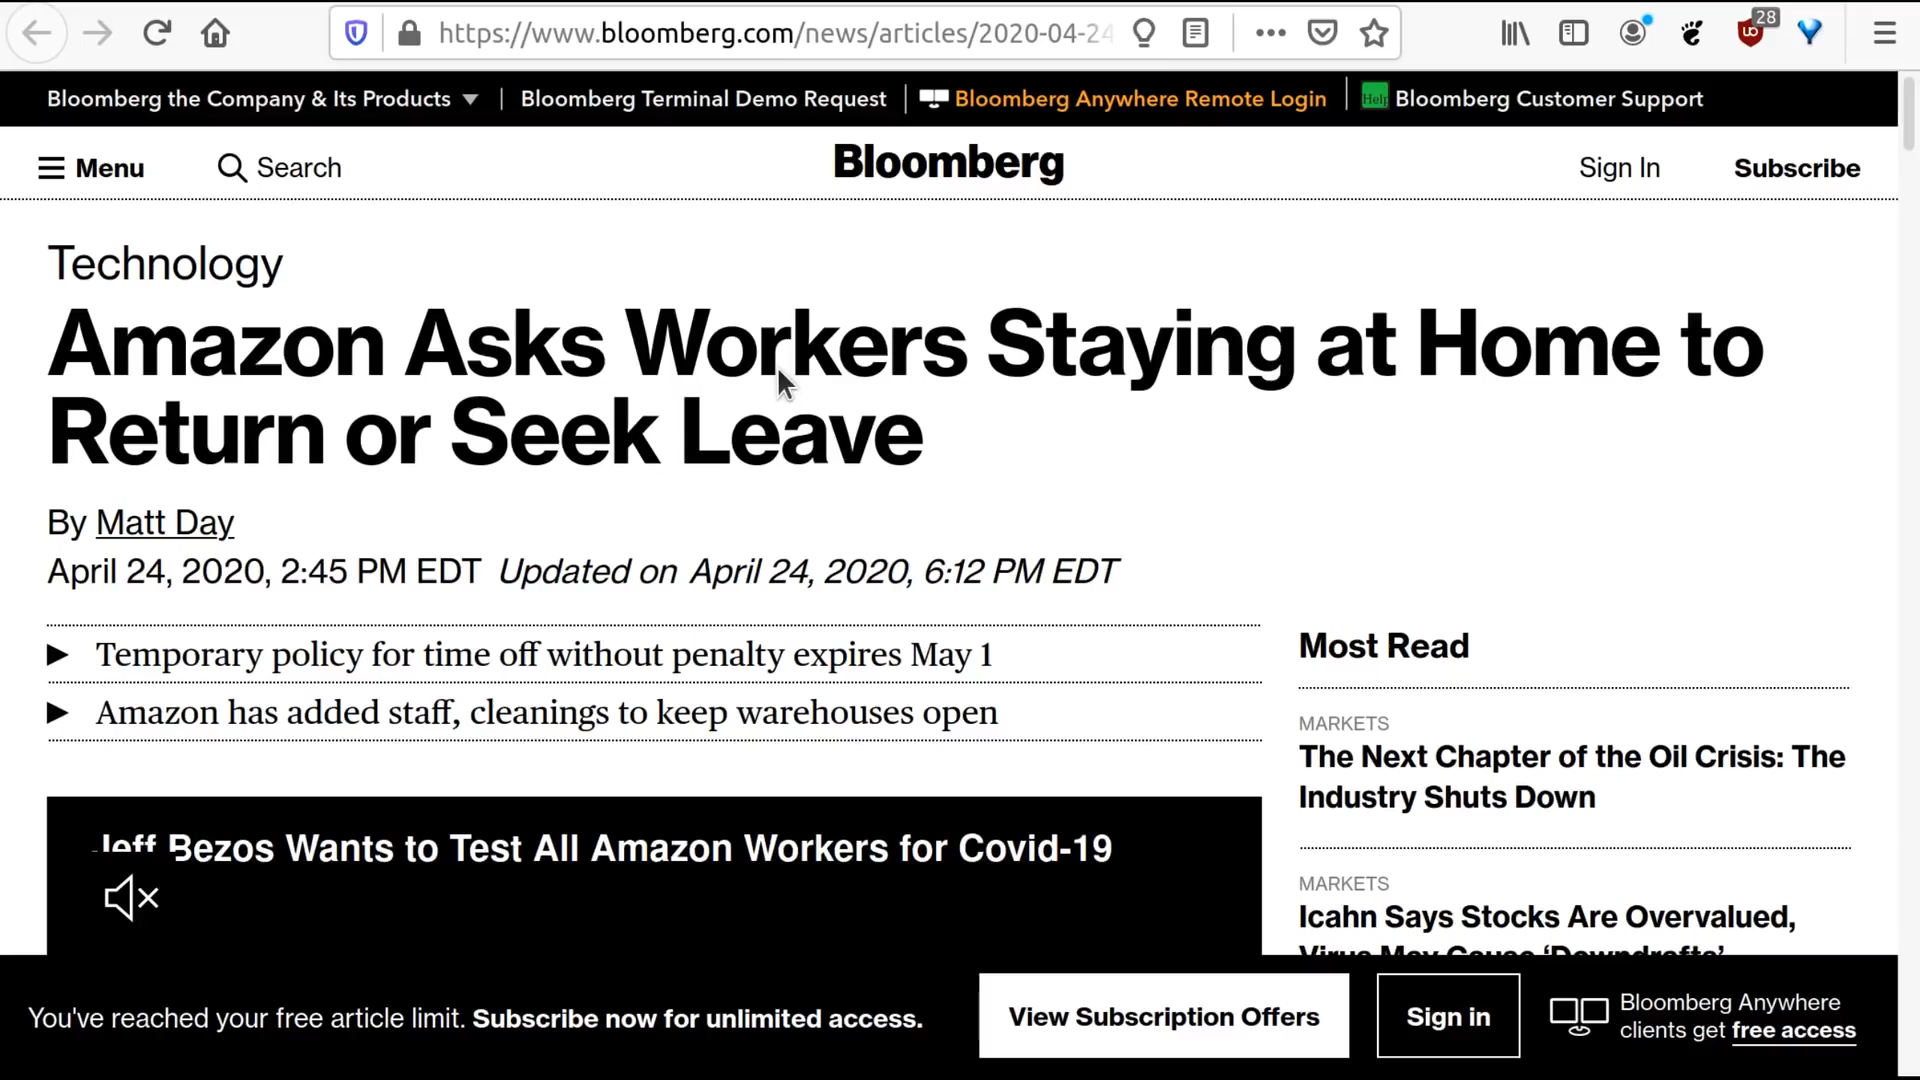 https://www.bloomberg.com/news/articles/2020-04-24
28
Bloomberg the Company & Its Products
Bloomberg Terminal Demo Request
Bloomberg Anywhere Remote Login
Help
Bloomberg Customer Support
Menu
Search
Bloomberg
Sign In
Subscribe
Technology
Amazon Asks Workers Staying at Home to
Return or Seek Leave
By Matt Day
April 24, 2020, 2:45 PM EDT Updated on April 24, 2020, 6:12 PM EDT
Temporary policy for time off without penalty expires May 1
Amazon has added staff, cleanings to keep warehouses open
Jeff Bezos Wants to Test All Amazon Workers for Covid-19
Most Read
MARKETS
The Next Chapter of the Oil Crisis: The
Industry Shuts Down
MARKETS
Icahn Says Stocks Are Overvalued,
Virus May Cause ‘Downdrafts’
You've reached your free article limit. Subscribe now for unlimited access.
View Subscription Offers
Sign in
Bloomberg Anywhere
clients get free access